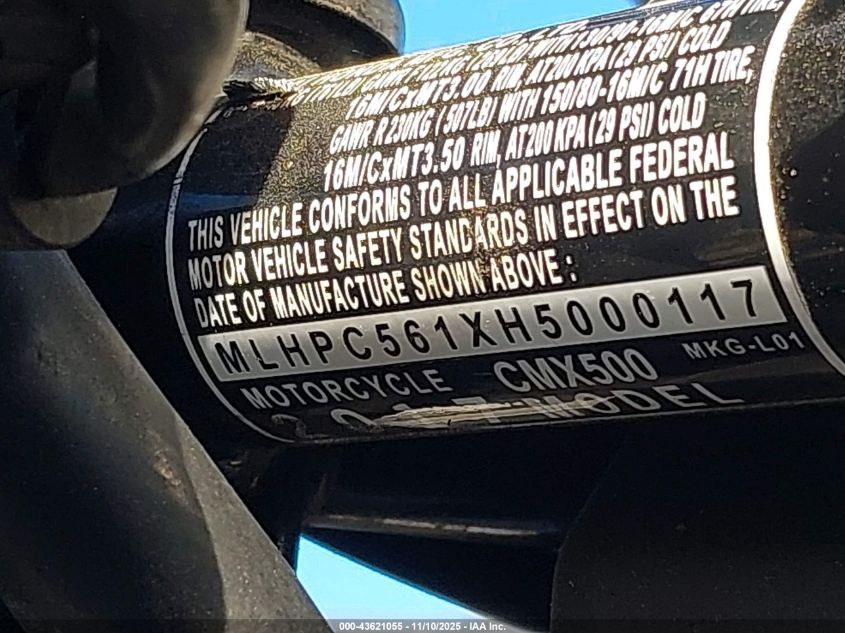 16M/CxMT3.00 RIM, AT200 KPA (29 PSI) COLD
GAWR R 230KG (507LB) WITH 150/80-16M/C 71H TIRE,
16M/CxMT3.50 RIM, AT200 KPA (29 PSI) COLD
THIS VEHICLE CONFORMS TO ALL APPLICABLE FEDERAL
MOTOR VEHICLE SAFETY STANDARDS IN EFFECT ON THE
DATE OF MANUFACTURE SHOWN ABOVE :
MLHPC561XH5000117
MOTORCYCLE CMX500 MKG-L01
MODEL
000-43621055 - 11/10/2025 - IAA Inc.